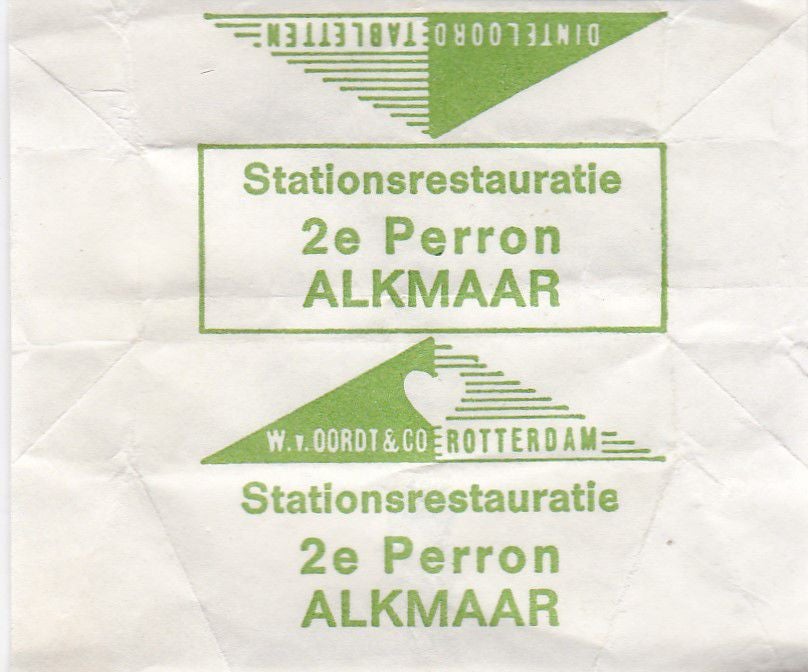 DINTELOORD TABLETTEN
Stationsrestauratie
2e Perron
ALKMAAR
W.v.OORDT & CO ROTTERDAM
Stationsrestauratie
2e Perron
ALKMAAR